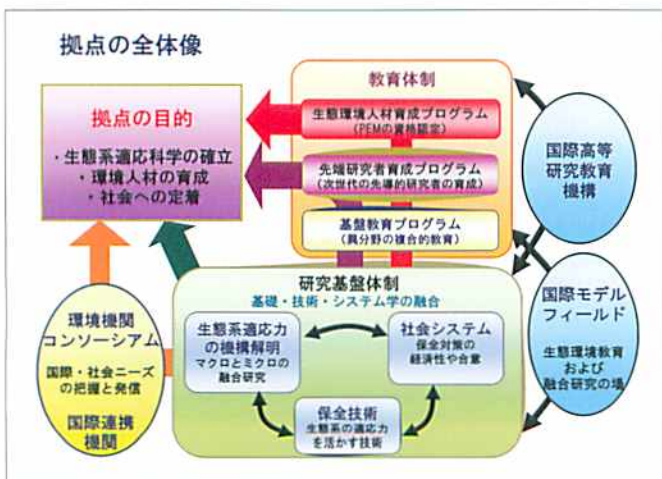 拠点の全体像
拠点の目的
・生態系適応科学の確立
・環境人材の育成
・社会への定着
教育体制
生態環境人材育成プログラム
(PEMの資格認定)
先端研究者育成プログラム
(次世代の先導的研究者の育成)
基盤教育プログラム
(異分野の複合的教育)
国際高等
研究教育
機構
国際モデル
フィールド
生態環境教育
および
融合研究の場
研究基盤体制
基礎・技術・システム学の融合
生態系適応力
の機構解明
マクロとミクロの
融合研究
社会システム
保全対策の
経済性や合意
保全技術
生態系の適応力
を活かす技術
環境機関
コンソーシアム
国際・社会ニーズ
の把握と発信
国際連携
機関